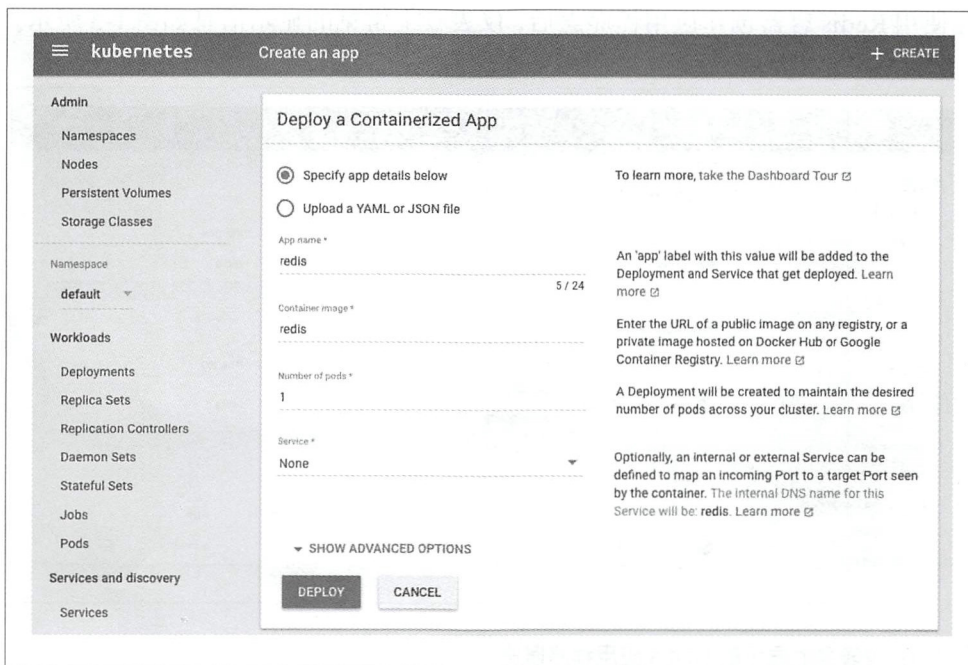 kubernetes
Create an app
+ CREATE
Admin
Namespaces
Nodes
Persistent Volumes
Storage Classes
Namespace
default
Workloads
Deployments
Replica Sets
Replication Controllers
Daemon Sets
Stateful Sets
Jobs
Pods
Services and discovery
Services
Deploy a Containerized App
Specify app details below
Upload a YAML or JSON file
To learn more, take the Dashboard Tour
App name *
redis
5 / 24
An 'app' label with this value will be added to the
Deployment and Service that get deployed. Learn
more
Container image *
redis
Enter the URL of a public image on any registry, or a
private image hosted on Docker Hub or Google
Container Registry. Learn more
Number of pods *
1
A Deployment will be created to maintain the desired
number of pods across your cluster. Learn more
Service *
None
Optionally, an internal or external Service can be
defined to map an incoming Port to a target Port seen
by the container. The internal DNS name for this
Service will be: redis. Learn more
SHOW ADVANCED OPTIONS
DEPLOY
CANCEL